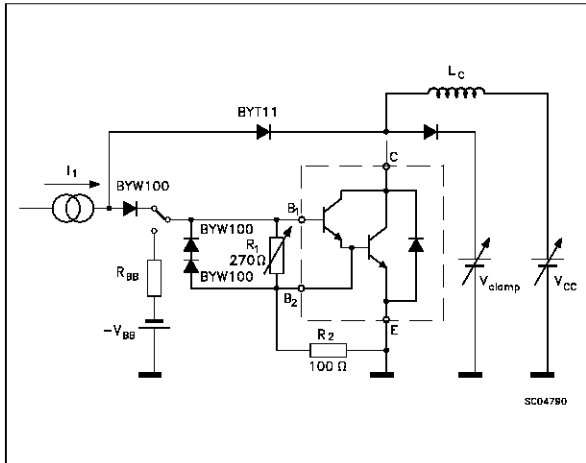 L_C
BYT11
I_1
C
BYW100
B_1
BYW100
R_1
270Ω
BYW100
R_BB
B_2
V_clamp
V_CC
-V_BB
E
R_2
100 Ω
SC04790